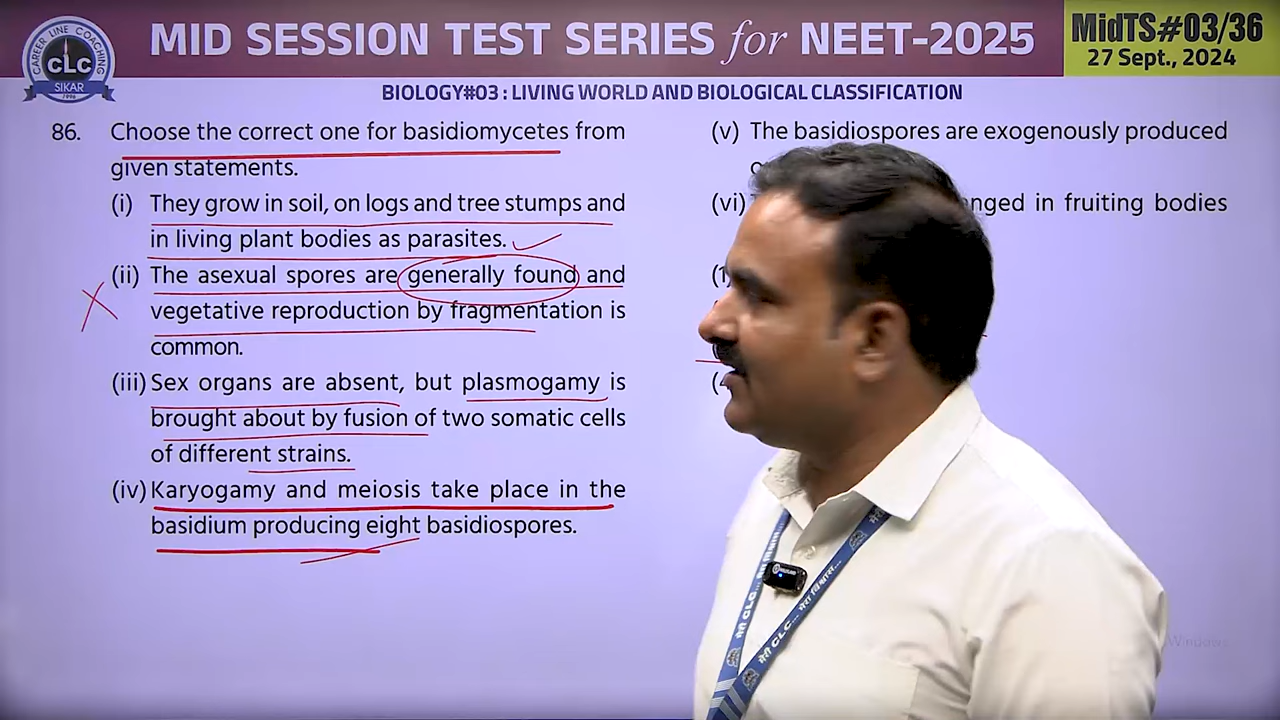 MID SESSION TEST SERIES for NEET-2025
MidTS#03/36
27 Sept., 2024
CAREER LINE COACHING
CLC
SIKAR
1996
BIOLOGY#03 : LIVING WORLD AND BIOLOGICAL CLASSIFICATION
86. Choose the correct one for basidiomycetes from
given statements.
(i) They grow in soil, on logs and tree stumps and
in living plant bodies as parasites.
(ii) The asexual spores are generally found and
vegetative reproduction by fragmentation is
common.
(iii) Sex organs are absent, but plasmogamy is
brought about by fusion of two somatic cells
of different strains.
(iv) Karyogamy and meiosis take place in the
basidium producing eight basidiospores.
(v) The basidiospores are exogenously produced
(vi) in fruiting bodies
CLC...